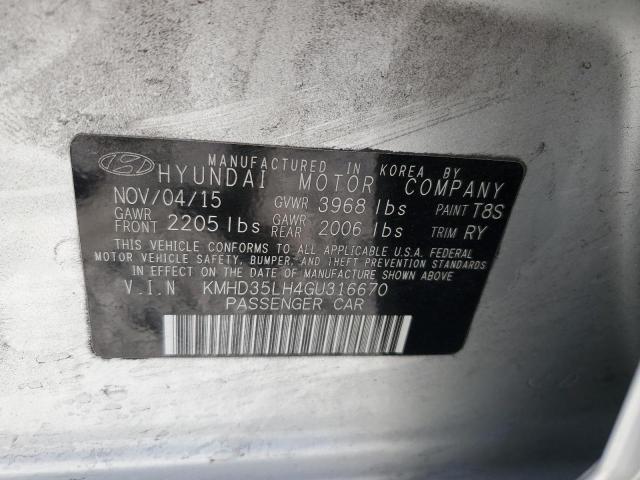 MANUFACTURED IN KOREA BY
HYUNDAI MOTOR COMPANY
NOV/04/15 GVWR 3968 lbs PAINT T8S
GAWR FRONT 2205 lbs GAWR REAR 2006 lbs TRIM RY
THIS VEHICLE CONFORMS TO ALL APPLICABLE U.S.A. FEDERAL
MOTOR VEHICLE SAFETY, BUMPER, AND THEFT PREVENTION STANDARDS
IN EFFECT ON THE DATE OF MANUFACTURE SHOWN ABOVE.
V.I.N KMHD35LH4GU316670
PASSENGER CAR